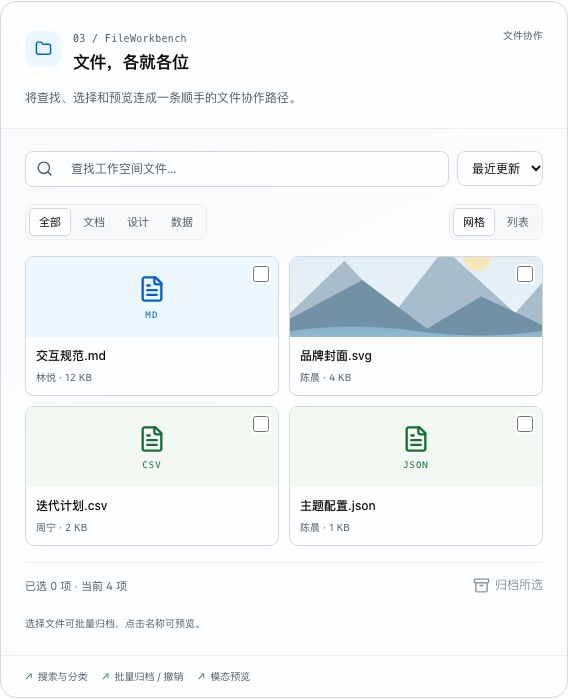 03 / FileWorkbench
文件协作
文件，各就各位
将查找、选择和预览连成一条顺手的文件协作路径。
查找工作空间文件...
最近更新
全部 文档 设计 数据
网格 列表
MD
交互规范.md
林悦 · 12 KB
品牌封面.svg
陈晨 · 4 KB
CSV
迭代计划.csv
周宁 · 2 KB
JSON
主题配置.json
陈晨 · 1 KB
已选 0 项 · 当前 4 项
归档所选
选择文件可批量归档，点击名称可预览。
↗ 搜索与分类 ↗ 批量归档 / 撤销 ↗ 模态预览